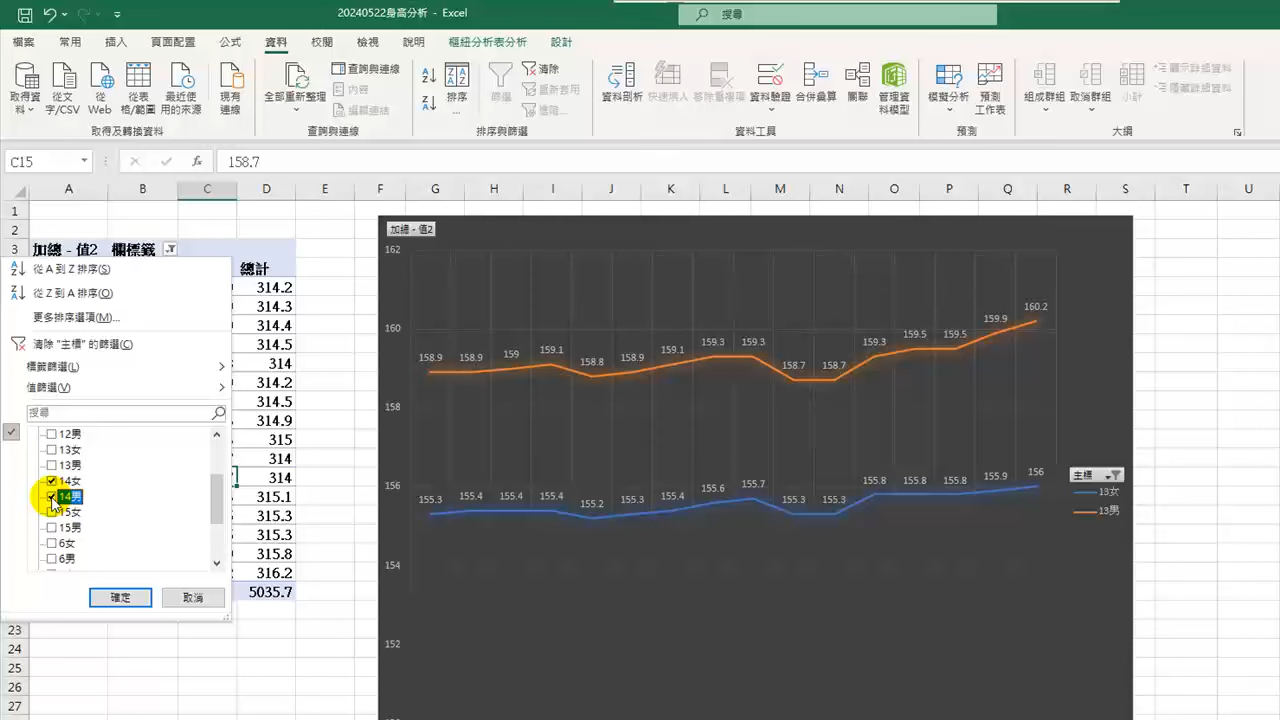 20240522身高分析 - Excel
搜尋
檔案 常用 插入 頁面配置 公式 資料 校閱 檢視 說明 樞紐分析表分析 設計
取得資料 從文字/CSV 從Web 從表格/範圍 最近使用的來源 現有連線
取得及轉換資料
全部重新整理 查詢與連線 內容 編輯連結
查詢與連線
排序 篩選 清除 重新套用 進階...
排序與篩選
資料剖析 快速填入 移除重複項 資料驗證 合併彙算 關聯 管理資料模型
資料工具
模擬分析 預測工作表
預測
組成群組 取消群組 小計 顯示詳細資料 隱藏詳細資料
大綱
C15
fx
158.7
A B C D E F G H I J K L M N O P Q R S T U
1
2
3 加總 - 值2 欄標籤
從 A 到 Z 排序(S)
從 Z 到 A 排序(O)
更多排序選項(M)...
清除 "主標" 的篩選(C)
標籤篩選(L)
值篩選(V)
搜尋
12男
13女
13男
14女
14男
15女
15男
6女
6男
確定 取消
總計
314.2
314.3
314.4
314.5
314
314.2
314.5
314.9
315
314
314
315.1
315.3
315.3
315.8
316.2
5035.7
23
24
25
26
27
加總 - 值2
162
160
158
156
154
152
158.9 158.9 159 159.1 158.8 158.9 159.1 159.3 159.3 158.7 158.7 159.3 159.5 159.5 159.9 160.2
155.3 155.4 155.4 155.4 155.2 155.3 155.4 155.6 155.7 155.3 155.3 155.8 155.8 155.8 155.9 156
主標
13女
13男